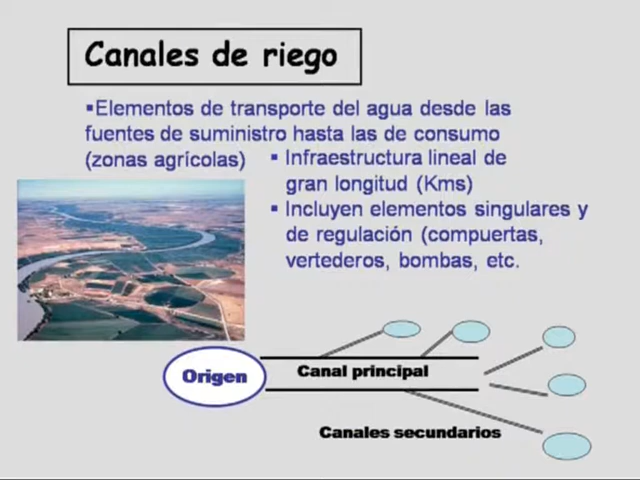 Canales de riego
▪Elementos de transporte del agua desde las
fuentes de suministro hasta las de consumo
(zonas agrícolas)
▪ Infraestructura lineal de
gran longitud (Kms)
▪ Incluyen elementos singulares y
de regulación (compuertas,
vertederos, bombas, etc.
Origen
Canal principal
Canales secundarios